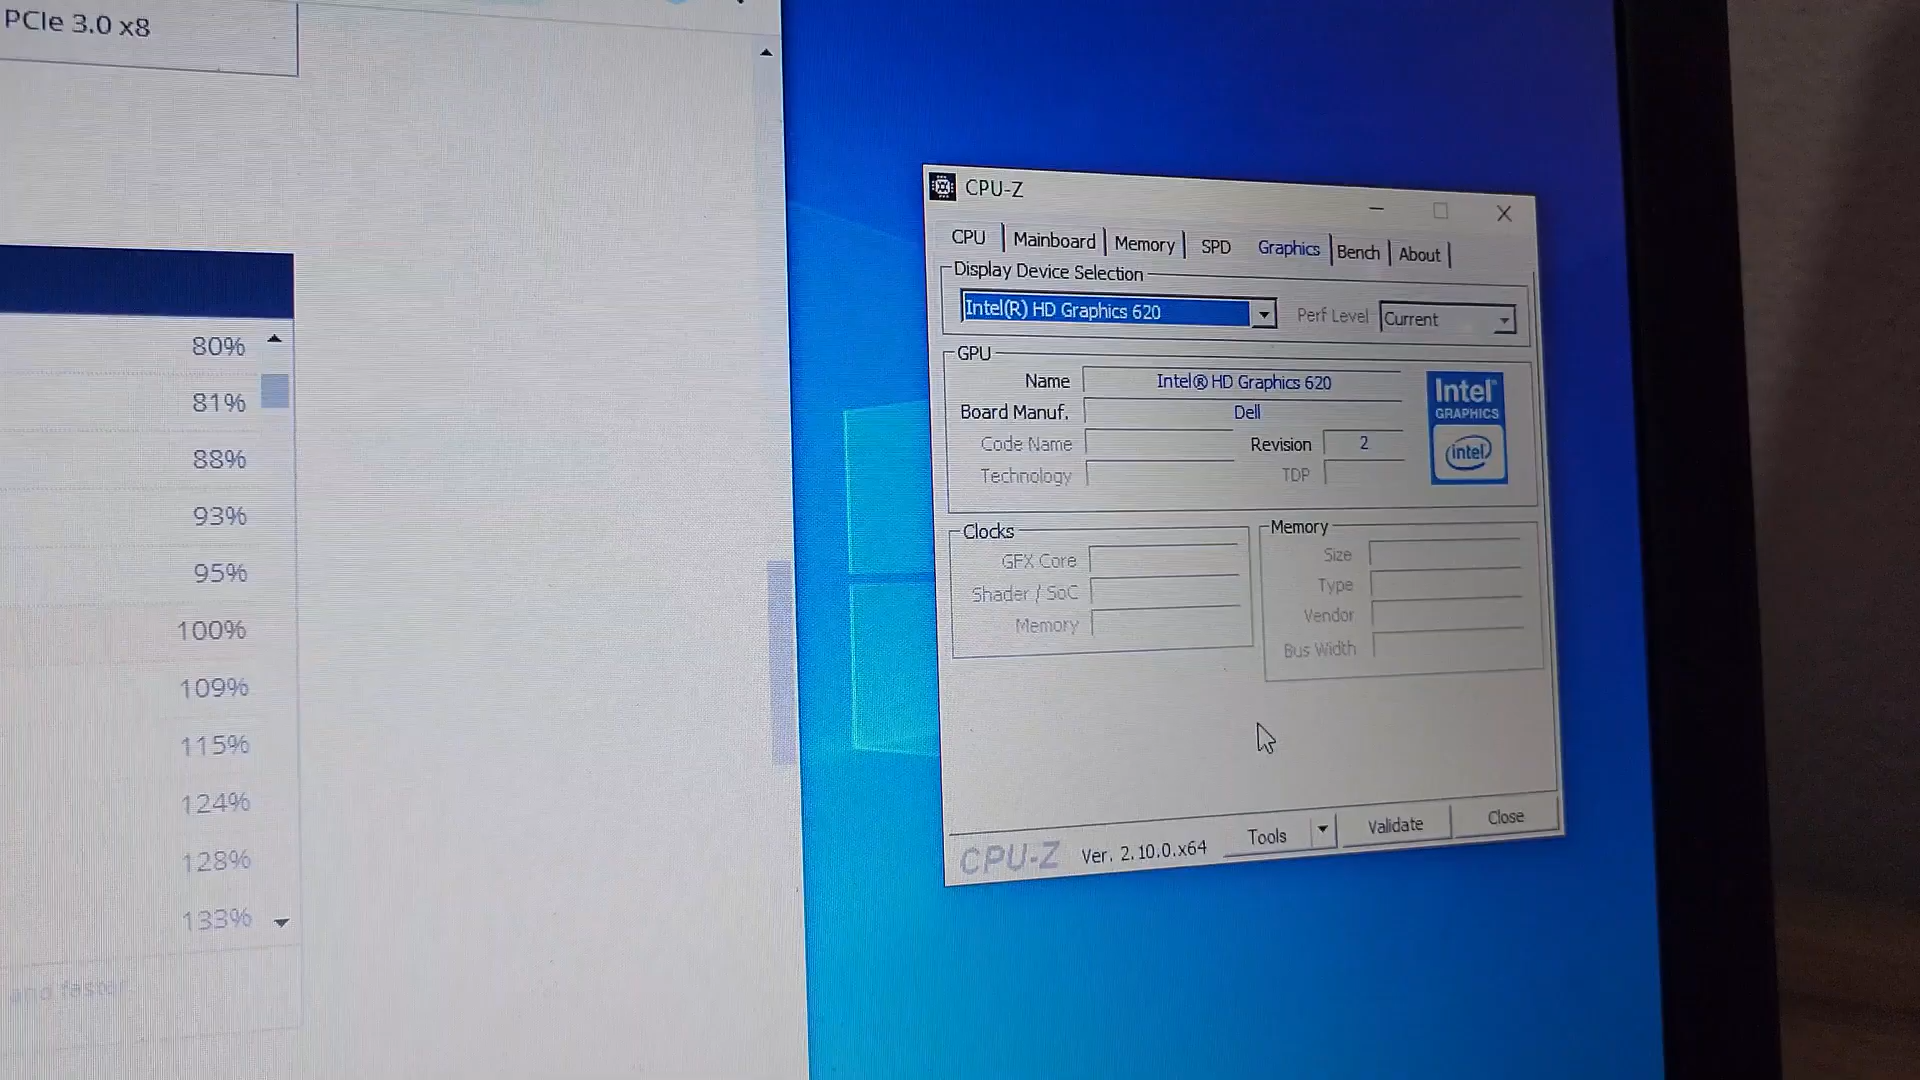 PCIe 3.0 x8
80%
81%
88%
93%
95%
100%
109%
115%
124%
128%
133%
and faster.
CPU-Z
CPU Mainboard Memory SPD Graphics Bench About
Display Device Selection
Intel(R) HD Graphics 620 Perf Level Current
GPU
Name Intel® HD Graphics 620
Board Manuf. Dell
Code Name Revision 2
Technology TDP
Intel
GRAPHICS
intel
Clocks
GFX Core
Shader / SoC
Memory
Memory
Size
Type
Vendor
Bus Width
CPU-Z Ver. 2.10.0.x64 Tools Validate Close